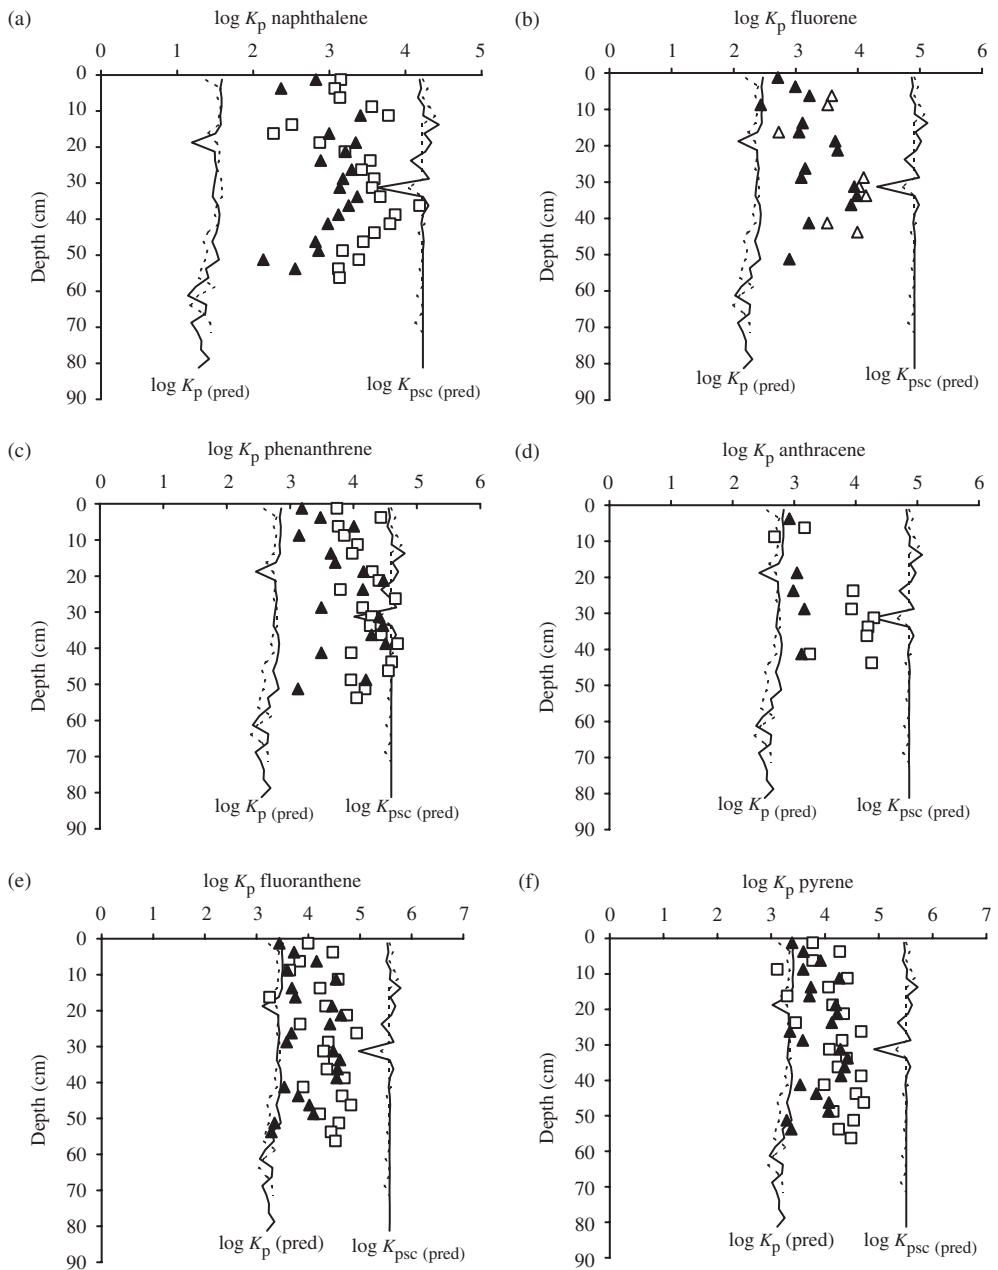 (a)
log Kp naphthalene
0 1 2 3 4 5
0
10
20
30
40
50
60
70
80
90
Depth (cm)
log Kp (pred)
log Kpsc (pred)
(b)
log Kp fluorene
0 1 2 3 4 5 6
0
10
20
30
40
50
60
70
80
90
Depth (cm)
log Kp (pred)
log Kpsc (pred)
(c)
log Kp phenanthrene
0 1 2 3 4 5 6
0
10
20
30
40
50
60
70
80
90
Depth (cm)
log Kp (pred)
log Kpsc (pred)
(d)
log Kp anthracene
0 1 2 3 4 5 6
0
10
20
30
40
50
60
70
80
90
Depth (cm)
log Kp (pred)
log Kpsc (pred)
(e)
log Kp fluoranthene
0 1 2 3 4 5 6 7
0
10
20
30
40
50
60
70
80
90
Depth (cm)
log Kp (pred)
log Kpsc (pred)
(f)
log Kp pyrene
0 1 2 3 4 5 6 7
0
10
20
30
40
50
60
70
80
90
Depth (cm)
log Kp (pred)
log Kpsc (pred)